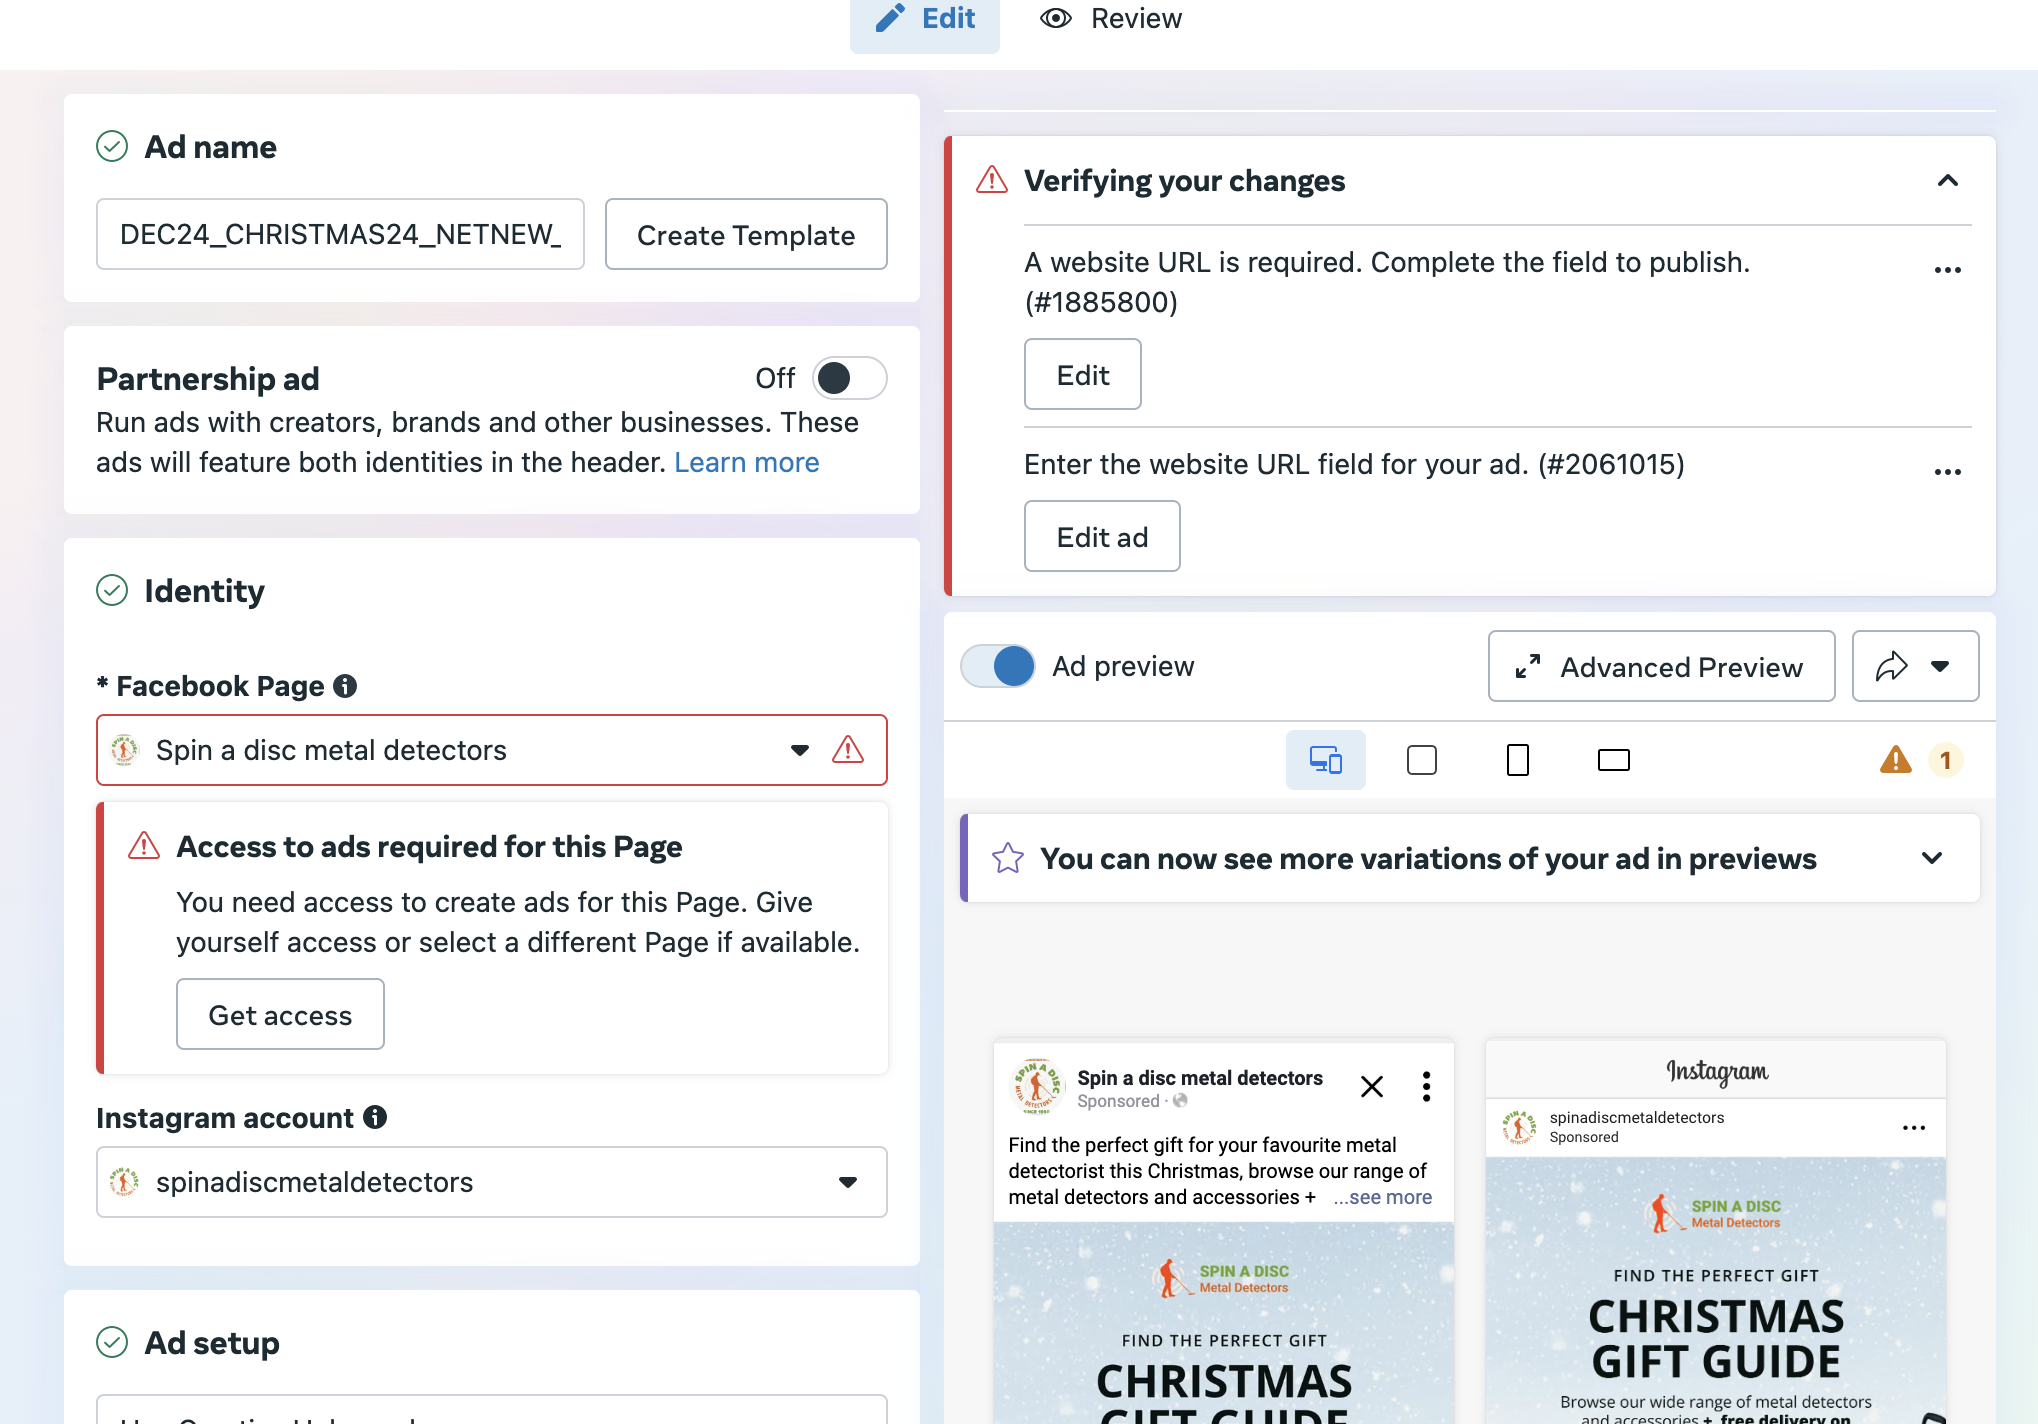 Edit
Review
Ad name
DEC24_CHRISTMAS24_NETNEW_
Create Template
Partnership ad
Off
Run ads with creators, brands and other businesses. These
ads will feature both identities in the header. Learn more
Identity
* Facebook Page
Spin a disc metal detectors
Access to ads required for this Page
You need access to create ads for this Page. Give
yourself access or select a different Page if available.
Get access
Instagram account
spinadiscmetaldetectors
Ad setup
Verifying your changes
A website URL is required. Complete the field to publish.
(#1885800)
Edit
Enter the website URL field for your ad. (#2061015)
Edit ad
Ad preview
Advanced Preview
1
You can now see more variations of your ad in previews
Spin a disc metal detectors
Sponsored ·
Find the perfect gift for your favourite metal
detectorist this Christmas, browse our range of
metal detectors and accessories + ...see more
SPIN A DISC
Metal Detectors
FIND THE PERFECT GIFT
CHRISTMAS
GIFT GUIDE
Instagram
spinadiscmetaldetectors
Sponsored
SPIN A DISC
Metal Detectors
FIND THE PERFECT GIFT
CHRISTMAS
GIFT GUIDE
Browse our wide range of metal detectors
and accessories + free delivery on